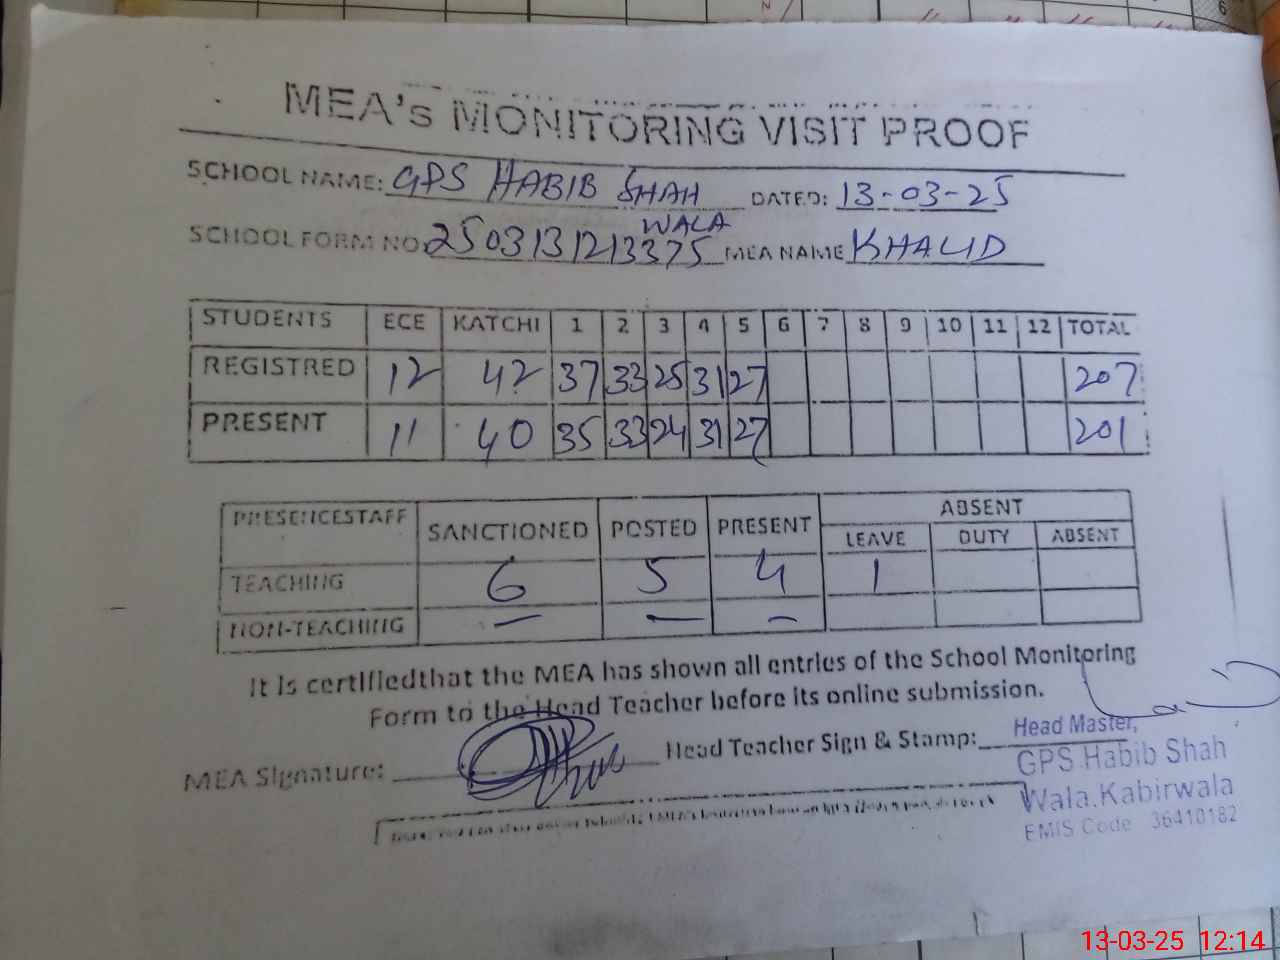 MEA's MONITORING VISIT PROOF
SCHOOL NAME: GPS HABIB SHAH WALA DATED: 13-03-25
SCHOOL FORM NO 2503131213375 MEA NAME KHALID
STUDENTS ECE KATCHI 1 2 3 4 5 6 7 8 9 10 11 12 TOTAL
REGISTRED 12 42 37 33 25 31 27 207
PRESENT 11 40 35 33 24 31 27 201
PRESENCESTAFF SANCTIONED POSTED PRESENT ABSENT
LEAVE DUTY ABSENT
TEACHING 6 5 4 1
NON-TEACHING — — —
It is certifiedthat the MEA has shown all entries of the School Monitoring
Form to the Head Teacher before its online submission.
MEA Signature: Head Teacher Sign & Stamp:
Head Master,
GPS Habib Shah
Wala.Kabirwala
EMIS Code 36410182
13-03-25 12:14